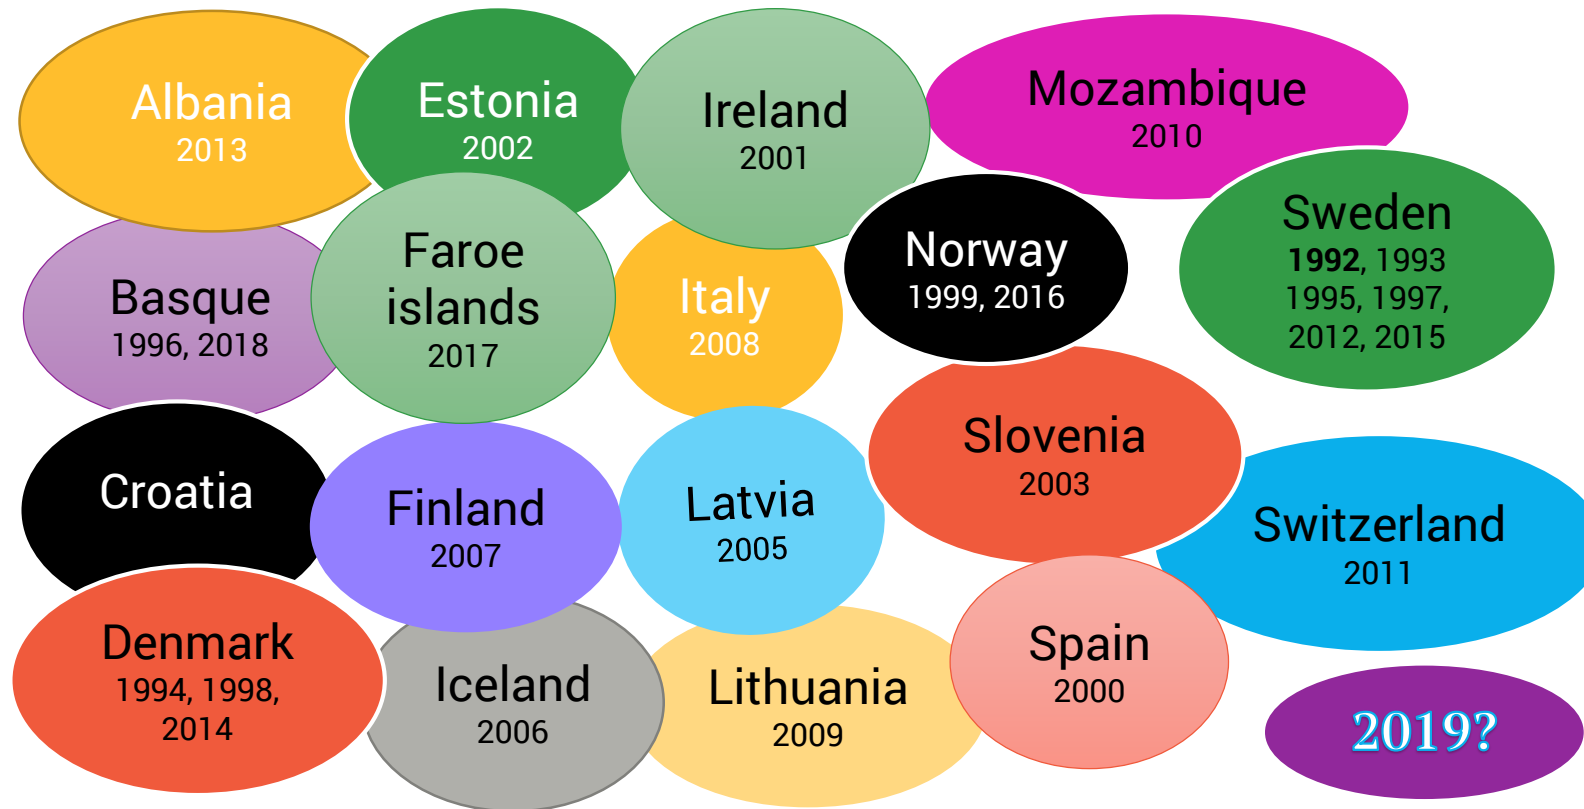 Albania
2013
Estonia
2002
Ireland
2001
Mozambique
2010
Basque
1996, 2018
Faroe
islands
2017
Italy
2008
Norway
1999, 2016
Sweden
1992, 1993
1995, 1997,
2012, 2015
Croatia
Finland
2007
Latvia
2005
Slovenia
2003
Switzerland
2011
Denmark
1994, 1998,
2014
Iceland
2006
Lithuania
2009
Spain
2000
2019?